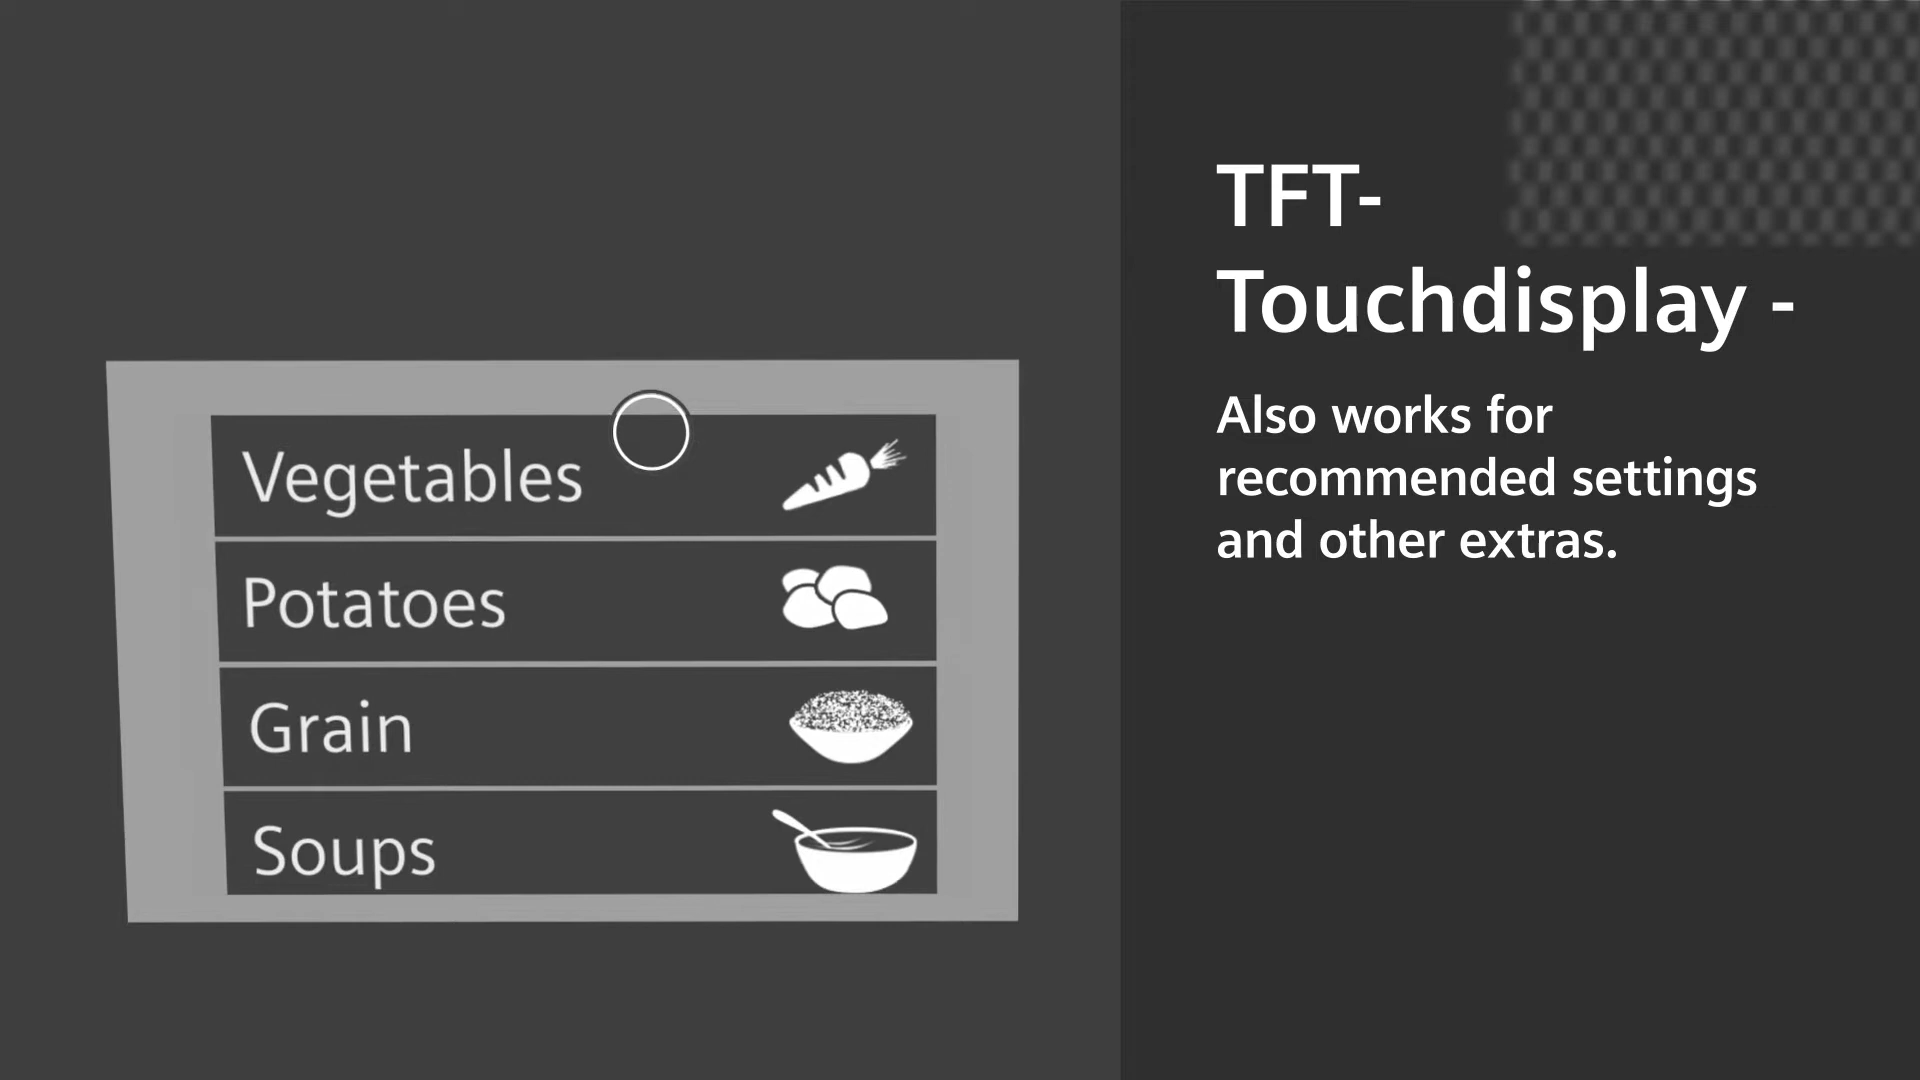 TFT-
Touchdisplay -
Also works for
recommended settings
and other extras.
Vegetables
Potatoes
Grain
Soups